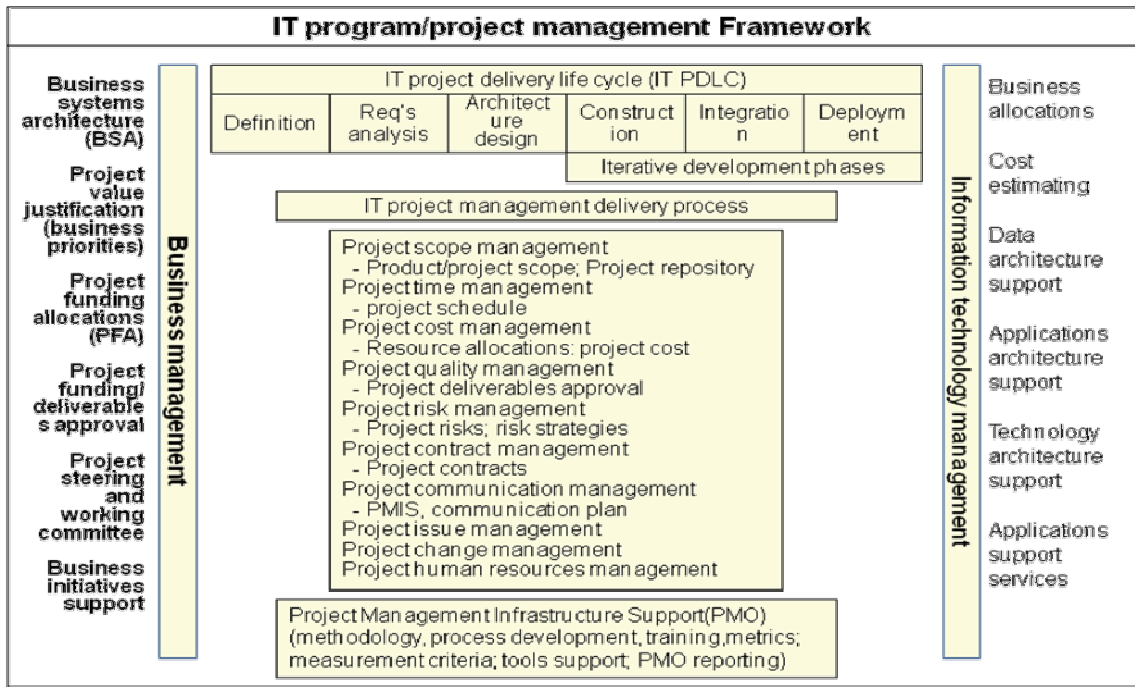 IT program/project management Framework
Business
systems
architecture
(BSA)
Project
value
justification
(business
priorities)
Project
funding
allocations
(PFA)
Project
funding/
deliverable
s approval
Project
steering
and
working
committee
Business
initiatives
support
Business management
IT project delivery life cycle (IT PDLC)
Definition
Req's
analysis
Architect
ure
design
Construct
ion
Integratio
n
Deploym
ent
Iterative development phases
IT project management delivery process
Project scope management
- Product/project scope; Project repository
Project time management
- project schedule
Project cost management
- Resource allocations: project cost
Project quality management
- Project deliverables approval
Project risk management
- Project risks; risk strategies
Project contract management
- Project contracts
Project communication management
- PMIS, communication plan
Project issue management
Project change management
Project human resources management
Project Management Infrastructure Support(PMO)
(methodology, process development, training,metrics;
measurement criteria; tools support; PMO reporting)
Information technology management
Business
allocations
Cost
estimating
Data
architecture
support
Applications
architecture
support
Technology
architecture
support
Applications
support
services